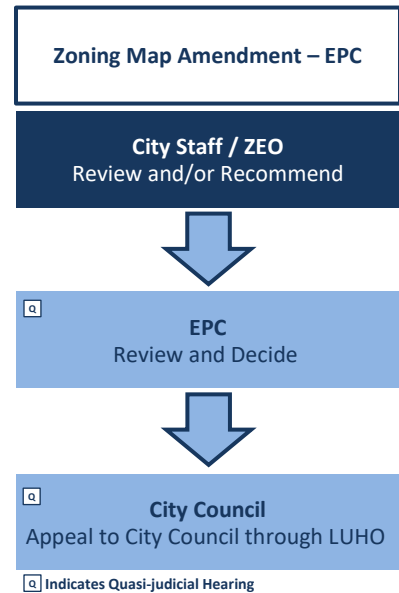 Zoning Map Amendment – EPC
City Staff / ZEO
Review and/or Recommend
Q
EPC
Review and Decide
Q
City Council
Appeal to City Council through LUHO
Q Indicates Quasi-judicial Hearing